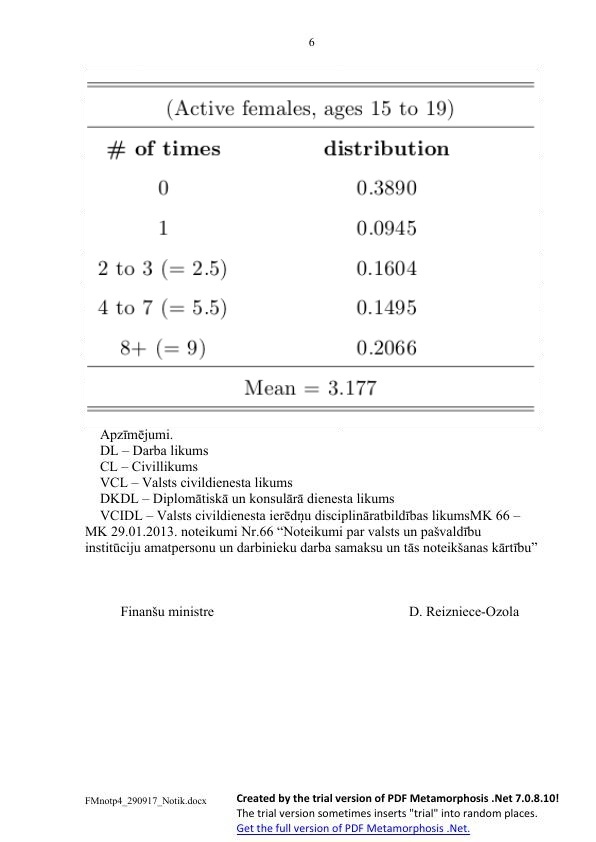 6
(Active females, ages 15 to 19)
# of times distribution
0 0.3890
1 0.0945
2 to 3 (= 2.5) 0.1604
4 to 7 (= 5.5) 0.1495
8+ (= 9) 0.2066
Mean = 3.177
Apzīmējumi.
DL – Darba likums
CL – Civillikums
VCL – Valsts civildienesta likums
DKDL – Diplomātiskā un konsulārā dienesta likums
VCIDL – Valsts civildienesta ierēdņu disciplināratbildības likumsMK 66 –
MK 29.01.2013. noteikumi Nr.66 “Noteikumi par valsts un pašvaldību
institūciju amatpersonu un darbinieku darba samaksu un tās noteikšanas kārtību”
Finanšu ministre D. Reizniece-Ozola
FMnotp4_290917_Notik.docx
Created by the trial version of PDF Metamorphosis .Net 7.0.8.10!
The trial version sometimes inserts "trial" into random places.
Get the full version of PDF Metamorphosis .Net.